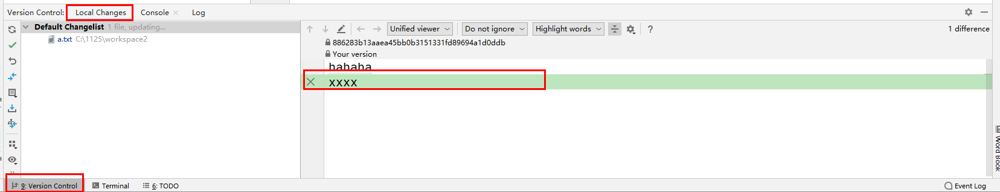 Version Control: Local Changes Console Log
Default Changelist 1 file, updating...
a.txt C:\1125\workspace2
Unified viewer Do not ignore Highlight words ? 1 difference
886283b13aaea45bb0b3151331fd89694a1d0ddb
Your version
hahaha
xxxx
Word Book
9: Version Control Terminal 6: TODO Event Log